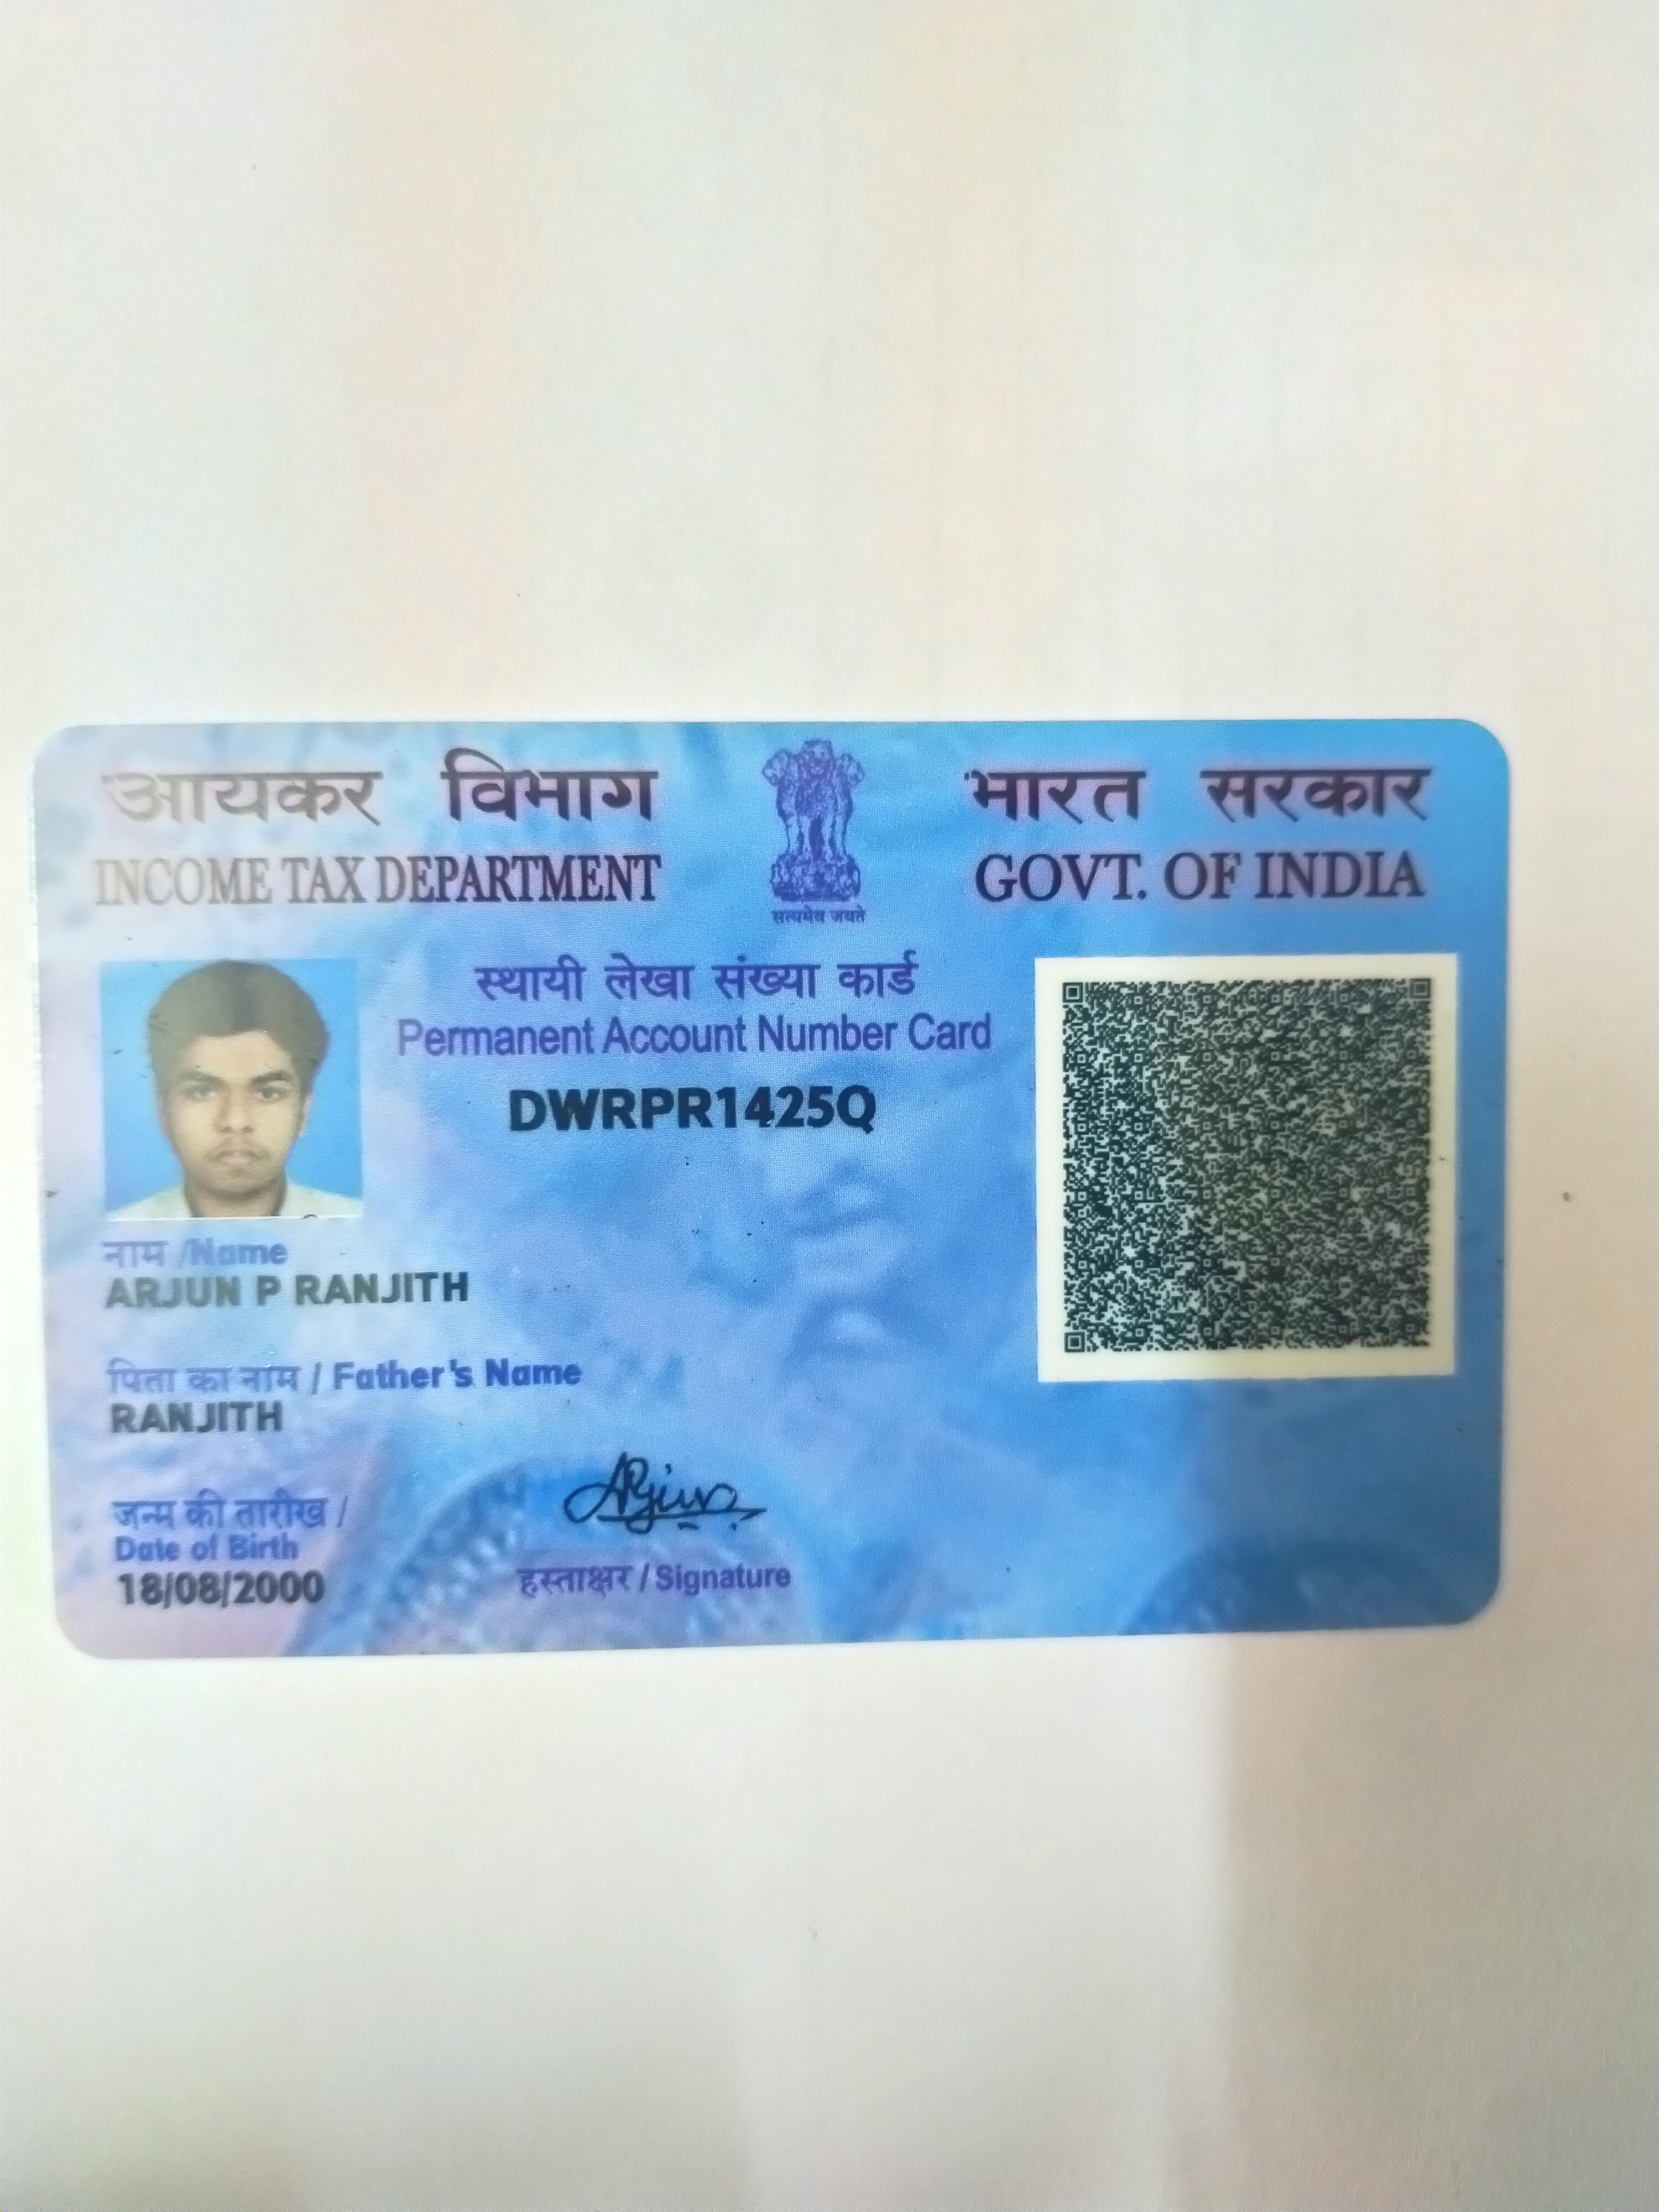 आयकर विभाग
INCOME TAX DEPARTMENT
सत्यमेव जयते
भारत सरकार
GOVT. OF INDIA
स्थायी लेखा संख्या कार्ड
Permanent Account Number Card
DWRPR1425Q
नाम /Name
ARJUN P RANJITH
पिता का नाम / Father's Name
RANJITH
जन्म की तारीख /
Date of Birth
18/08/2000
Arjun
हस्ताक्षर / Signature